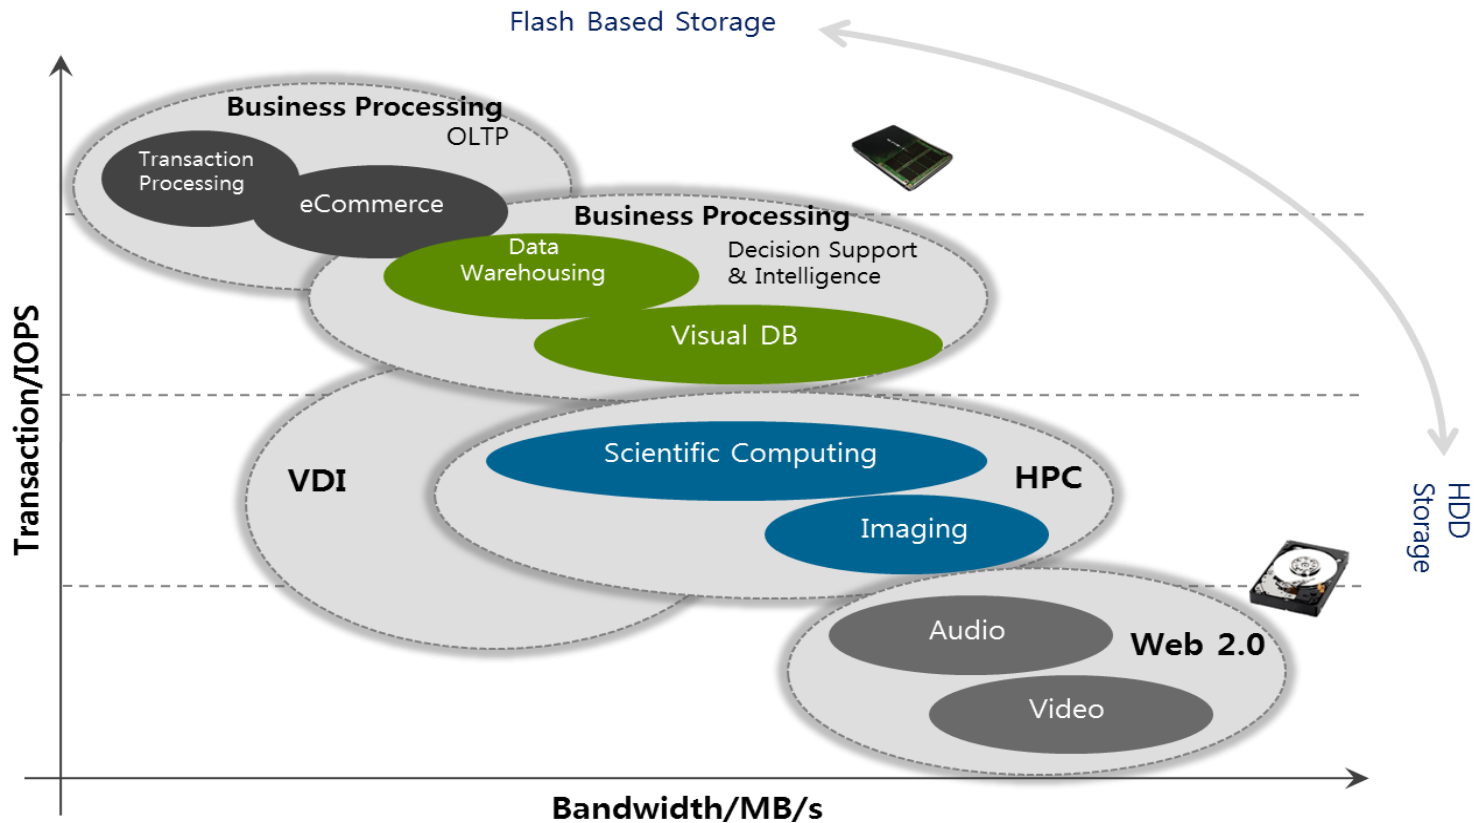 Flash Based Storage
Business Processing
OLTP
Transaction
Processing
eCommerce
Business Processing
Decision Support
& Intelligence
Data
Warehousing
Visual DB
Transaction/IOPS
VDI
Scientific Computing
HPC
Imaging
HDD
Storage
Audio
Web 2.0
Video
Bandwidth/MB/s